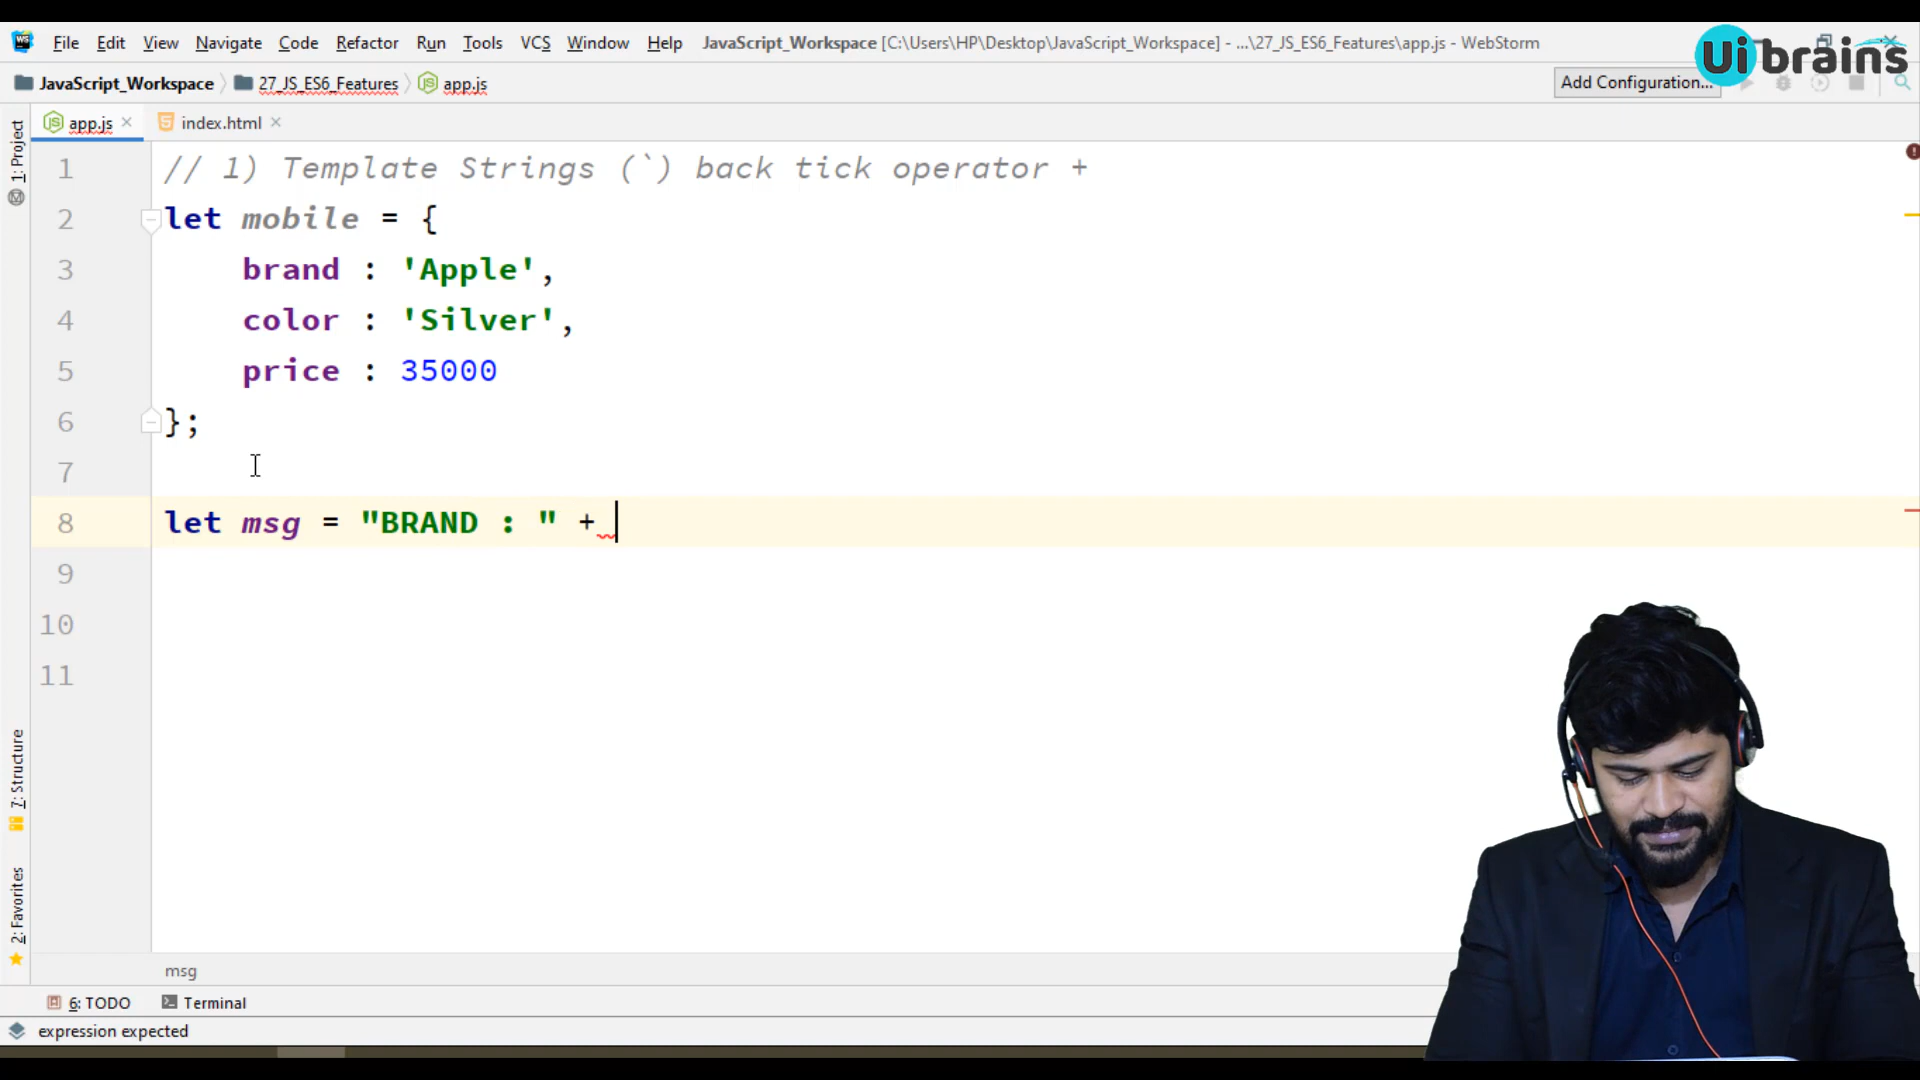 WS File Edit View Navigate Code Refactor Run Tools VCS Window Help JavaScript_Workspace [C:\Users\HP\Desktop\JavaScript_Workspace] - ...\27_JS_ES6_Features\app.js - WebStorm
Ui brains
JavaScript_Workspace 27_JS_ES6_Features JS app.js Add Configuration...
JS app.js index.html
1: Project
1 // 1) Template Strings (`) back tick operator +
2 let mobile = {
3 brand : 'Apple',
4 color : 'Silver',
5 price : 35000
6 };
7
8 let msg = "BRAND : " +
9
10
11
7: Structure
2: Favorites
msg
6: TODO Terminal
expression expected